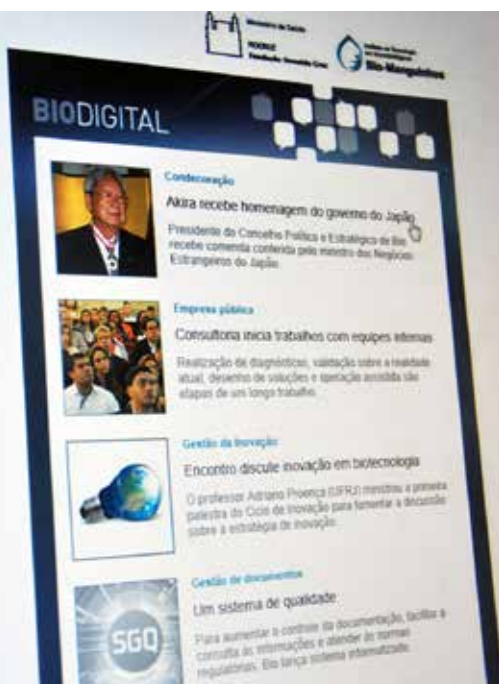 Ministério da Saúde
FIOCRUZ
Fundação Oswaldo Cruz
Bio-Manguinhos
BIODIGITAL
Condecoração
Akira recebe homenagem do governo do Japão
Presidente do Conselho Político e Estratégico de Bio
recebe comenda conferida pelo ministro dos Negócios
Estrangeiros do Japão.
Empresa pública
Consultoria inicia trabalhos com equipes internas
Realização de diagnósticos, validação sobre a realidade
atual, desenho de soluções e operação assistida são
etapas de um longo trabalho.
Gestão da Inovação
Encontro discute inovação em biotecnologia
O professor Adriano Proença (UFRJ) ministrou a primeira
palestra do Ciclo de Inovação para fomentar a discussão
sobre a estratégia de inovação.
Gestão de documentos
Um sistema de qualidade
SGQ
Para aumentar o controle da documentação, facilitar a
consulta às informações e atender às normas
regulatórias, Bio lança sistema informatizado.